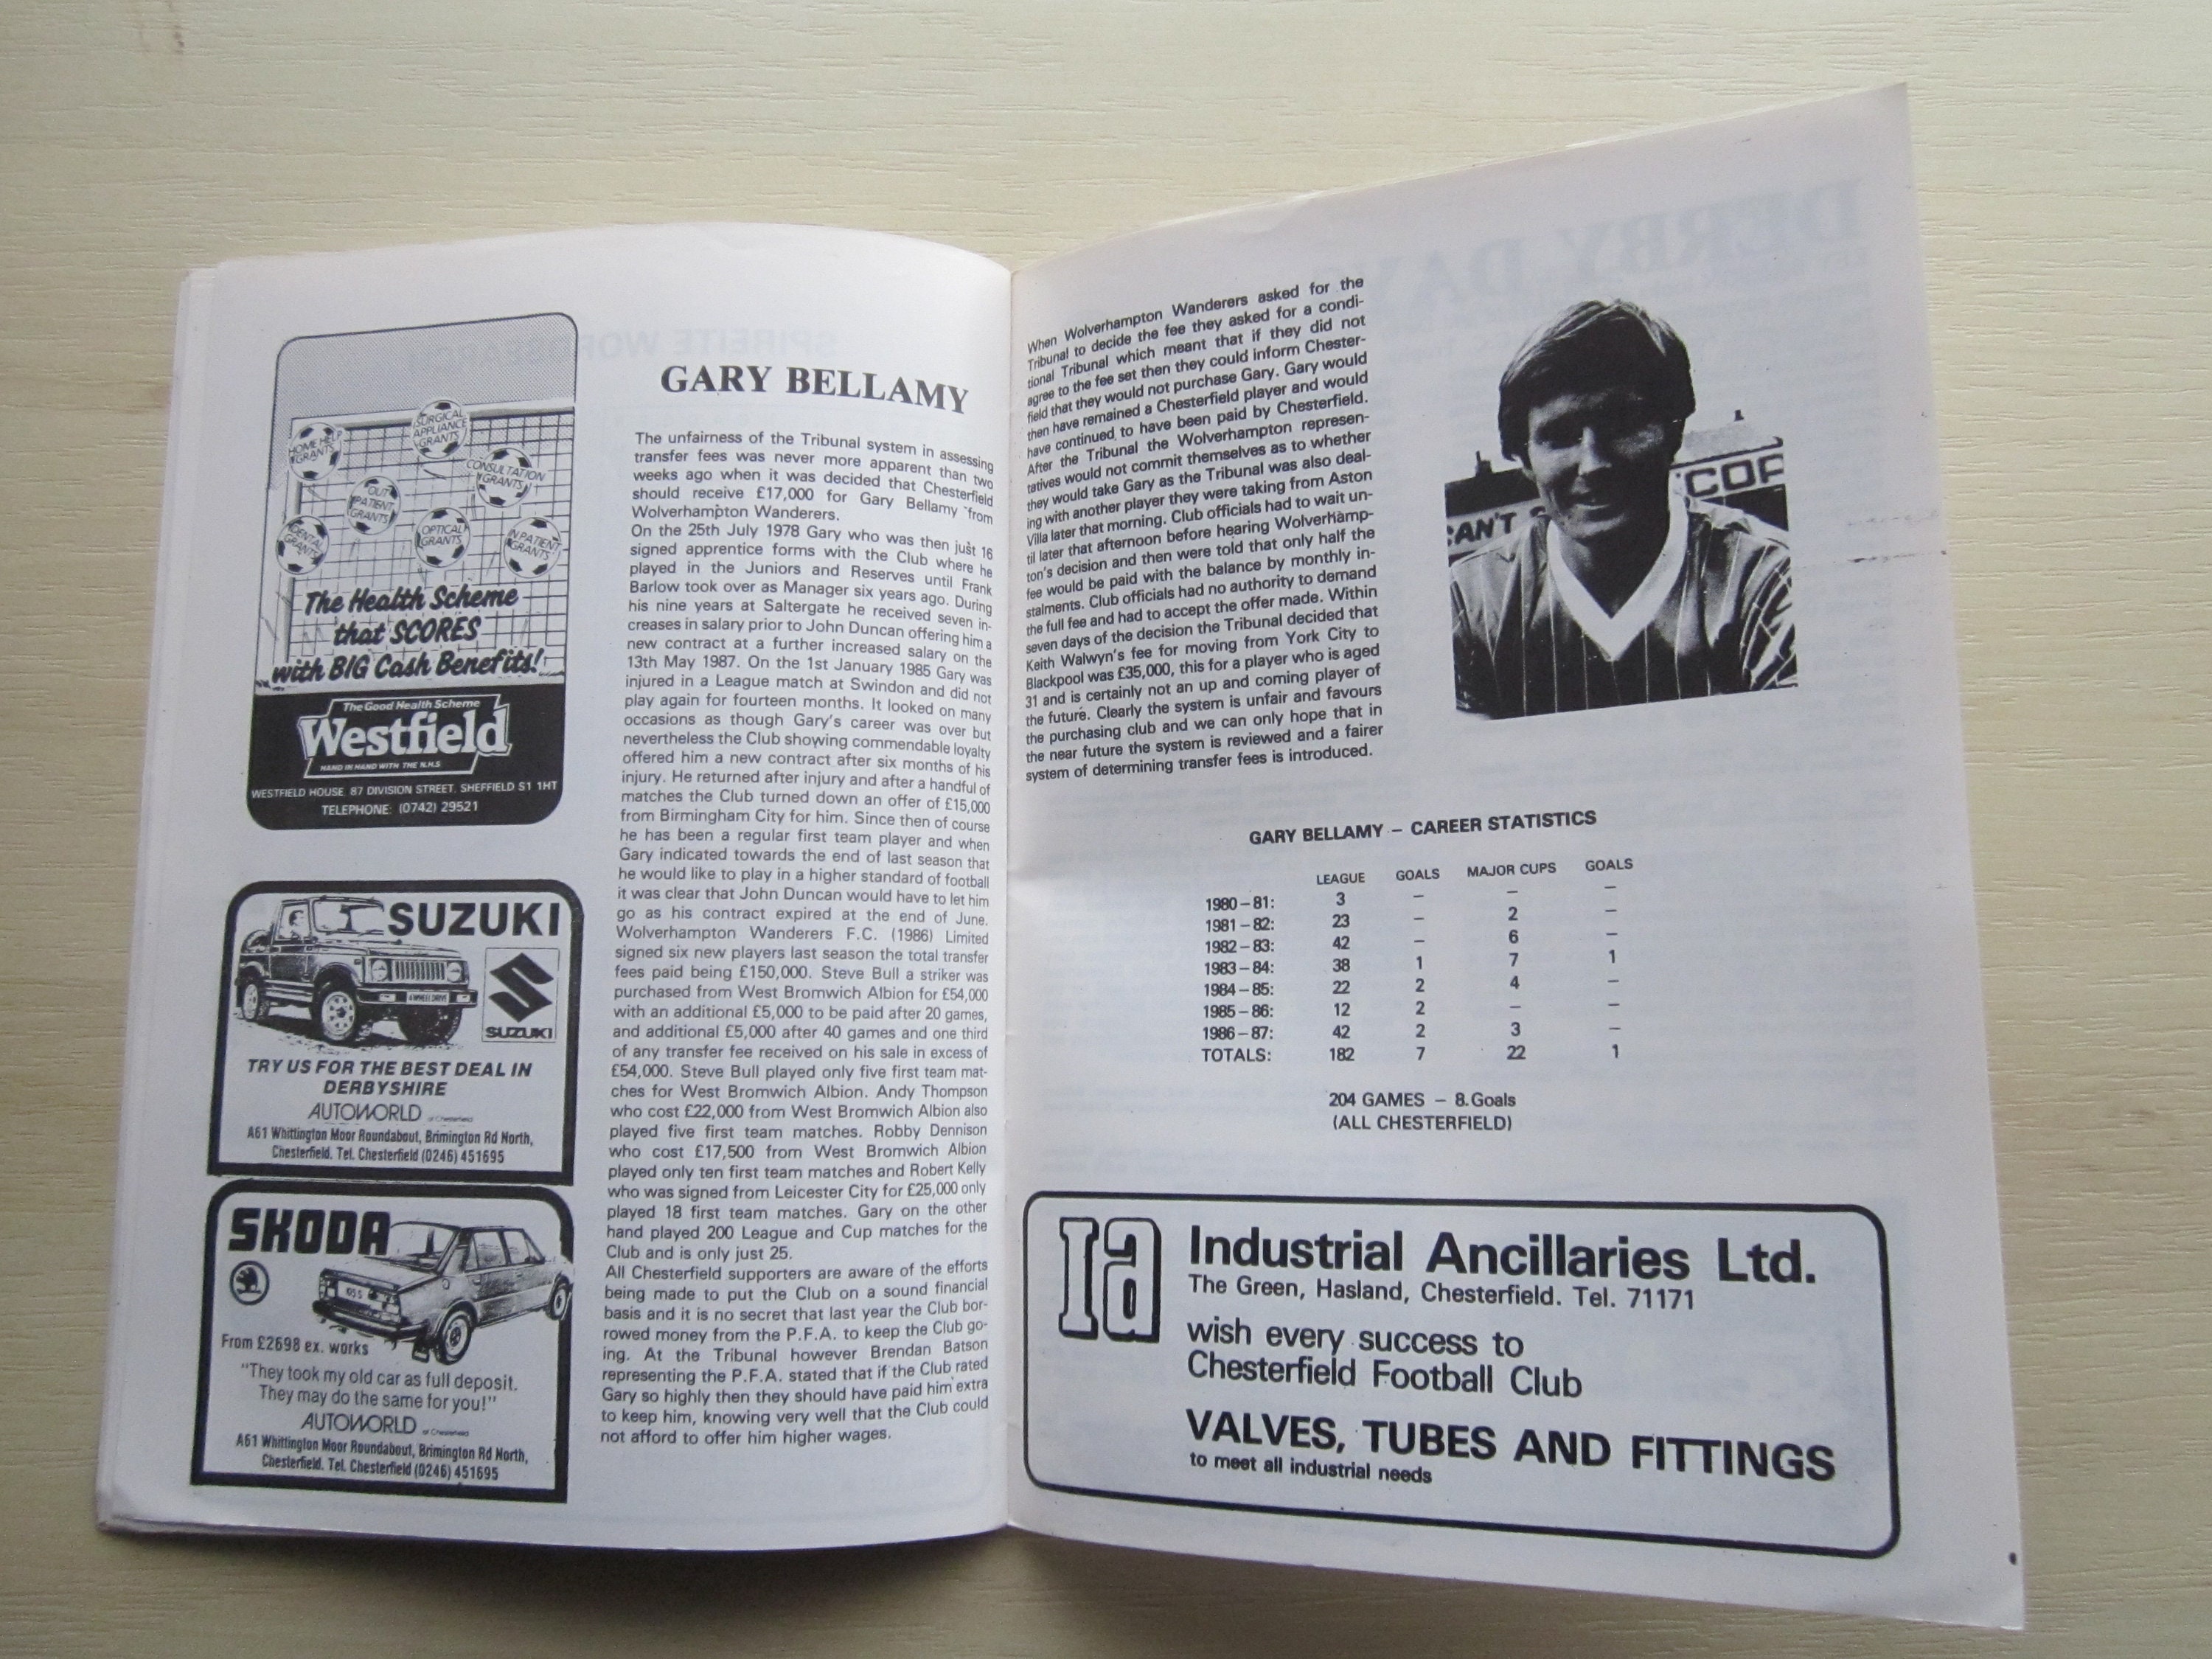 HOME HELP
GRANTS
SURGICAL
APPLIANCE
GRANTS
CONSULTATION
GRANTS
OUT
PATIENT
GRANTS
DENTAL
GRANTS
OPTICAL
GRANTS
IN PATIENT
GRANTS
The Health Scheme
that SCORES
with BIG Cash Benefits!
The Good Health Scheme
Westfield
HAND IN HAND WITH THE N.H.S
WESTFIELD HOUSE, 87 DIVISION STREET, SHEFFIELD S1 1HT
TELEPHONE: (0742) 29521
SUZUKI
4 WHEEL DRIVE
SUZUKI
TRY US FOR THE BEST DEAL IN
DERBYSHIRE
AUTOWORLD of Chesterfield
A61 Whittington Moor Roundabout, Brimington Rd North,
Chesterfield. Tel. Chesterfield (0246) 451695
SKODA
105 S
From £2698 ex. works
"They took my old car as full deposit.
They may do the same for you!"
AUTOWORLD of Chesterfield
A61 Whittington Moor Roundabout, Brimington Rd North,
Chesterfield. Tel. Chesterfield (0246) 451695
GARY BELLAMY
The unfairness of the Tribunal system in assessing
transfer fees was never more apparent than two
weeks ago when it was decided that Chesterfield
should receive £17,000 for Gary Bellamy from
Wolverhampton Wanderers.
On the 25th July 1978 Gary who was then just 16
signed apprentice forms with the Club where he
played in the Juniors and Reserves until Frank
Barlow took over as Manager six years ago. During
his nine years at Saltergate he received seven in-
creases in salary prior to John Duncan offering him a
new contract at a further increased salary on the
13th May 1987. On the 1st January 1985 Gary was
injured in a League match at Swindon and did not
play again for fourteen months. It looked on many
occasions as though Gary's career was over but
nevertheless the Club showing commendable loyalty
offered him a new contract after six months of his
injury. He returned after injury and after a handful of
matches the Club turned down an offer of £15,000
from Birmingham City for him. Since then of course
he has been a regular first team player and when
Gary indicated towards the end of last season that
he would like to play in a higher standard of football
it was clear that John Duncan would have to let him
go as his contract expired at the end of June.
Wolverhampton Wanderers F.C. (1986) Limited
signed six new players last season the total transfer
fees paid being £150,000. Steve Bull a striker was
purchased from West Bromwich Albion for £54,000
with an additional £5,000 to be paid after 20 games,
and additional £5,000 after 40 games and one third
of any transfer fee received on his sale in excess of
£54,000. Steve Bull played only five first team mat-
ches for West Bromwich Albion. Andy Thompson
who cost £22,000 from West Bromwich Albion also
played five first team matches. Robby Dennison
who cost £17,500 from West Bromwich Albion
played only ten first team matches and Robert Kelly
who was signed from Leicester City for £25,000 only
played 18 first team matches. Gary on the other
hand played 200 League and Cup matches for the
Club and is only just 25.
All Chesterfield supporters are aware of the efforts
being made to put the Club on a sound financial
basis and it is no secret that last year the Club bor-
rowed money from the P.F.A. to keep the Club go-
ing. At the Tribunal however Brendan Batson
representing the P.F.A. stated that if the Club rated
Gary so highly then they should have paid him extra
to keep him, knowing very well that the Club could
not afford to offer him higher wages.
When Wolverhampton Wanderers asked for the
Tribunal to decide the fee they asked for a condi-
tional Tribunal which meant that if they did not
agree to the fee set then they could inform Chester-
field that they would not purchase Gary. Gary would
then have remained a Chesterfield player and would
have continued to have been paid by Chesterfield.
After the Tribunal the Wolverhampton represen-
tatives would not commit themselves as to whether
they would take Gary as the Tribunal was also deal-
ing with another player they were taking from Aston
Villa later that morning. Club officials had to wait un-
til later that afternoon before hearing Wolverhamp-
ton's decision and then were told that only half the
fee would be paid with the balance by monthly in-
stalments. Club officials had no authority to demand
the full fee and had to accept the offer made. Within
seven days of the decision the Tribunal decided that
Keith Walwyn's fee for moving from York City to
Blackpool was £35,000, this for a player who is aged
31 and is certainly not an up and coming player of
the future. Clearly the system is unfair and favours
the purchasing club and we can only hope that in
the near future the system is reviewed and a fairer
system of determining transfer fees is introduced.
COP
CAN'T
GARY BELLAMY – CAREER STATISTICS
LEAGUE GOALS MAJOR CUPS GOALS
1980–81: 3 – – –
1981–82: 23 – 2 –
1982–83: 42 – 6 –
1983–84: 38 1 7 1
1984–85: 22 2 4 –
1985–86: 12 2 – –
1986–87: 42 2 3 –
TOTALS: 182 7 22 1
204 GAMES – 8 Goals
(ALL CHESTERFIELD)
Ia
Industrial Ancillaries Ltd.
The Green, Hasland, Chesterfield. Tel. 71171
wish every success to
Chesterfield Football Club
VALVES, TUBES AND FITTINGS
to meet all industrial needs